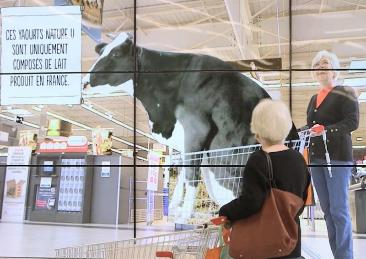 CES YAOURTS NATURE U
SONT UNIQUEMENT
COMPOSÉS DE LAIT
PRODUIT EN FRANCE.